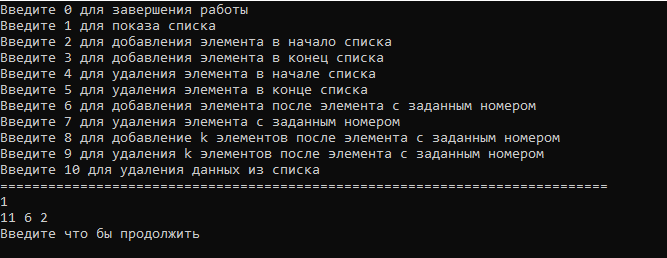 Введите 0 для завершения работы
Введите 1 для показа списка
Введите 2 для добавления элемента в начало списка
Введите 3 для добавления элемента в конец списка
Введите 4 для удаления элемента в начале списка
Введите 5 для удаления элемента в конце списка
Введите 6 для добавления элемента после элемента с заданным номером
Введите 7 для удаления элемента с заданным номером
Введите 8 для добавление k элементов после элемента с заданным номером
Введите 9 для удаления k элементов после элемента с заданным номером
Введите 10 для удаления данных из списка
============================================================================
1
11 6 2
Введите что бы продолжить